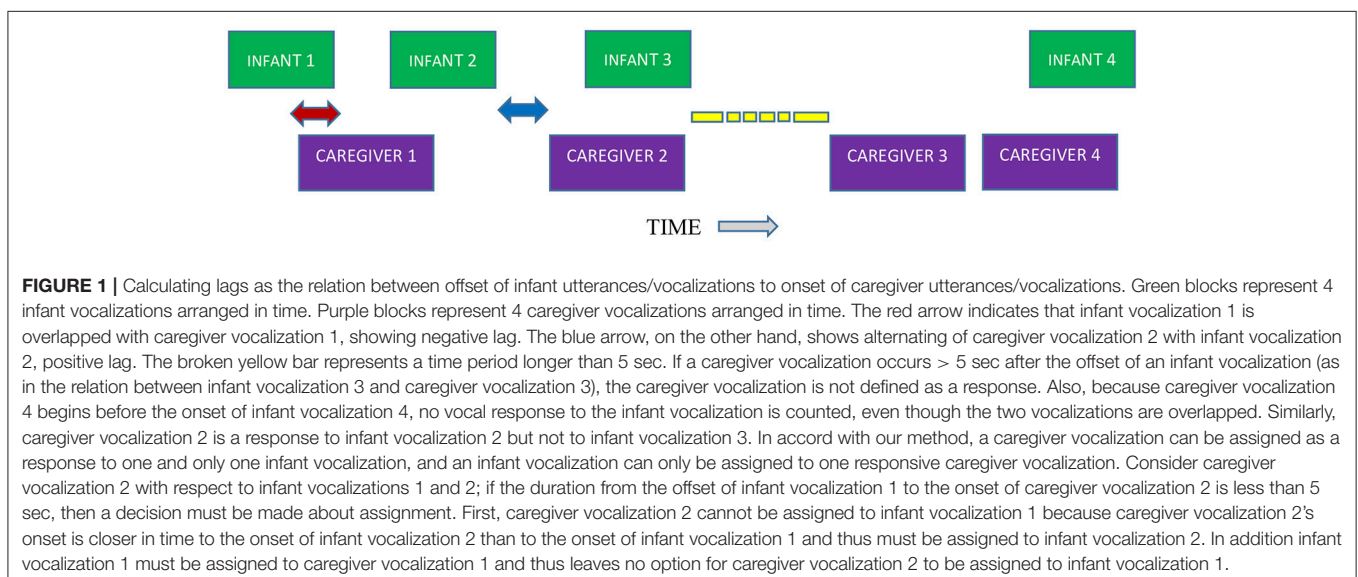 INFANT 1 INFANT 2 INFANT 3 INFANT 4
CAREGIVER 1 CAREGIVER 2 CAREGIVER 3 CAREGIVER 4
TIME
FIGURE 1 | Calculating lags as the relation between offset of infant utterances/vocalizations to onset of caregiver utterances/vocalizations. Green blocks represent 4
infant vocalizations arranged in time. Purple blocks represent 4 caregiver vocalizations arranged in time. The red arrow indicates that infant vocalization 1 is
overlapped with caregiver vocalization 1, showing negative lag. The blue arrow, on the other hand, shows alternating of caregiver vocalization 2 with infant vocalization
2, positive lag. The broken yellow bar represents a time period longer than 5 sec. If a caregiver vocalization occurs > 5 sec after the offset of an infant vocalization (as
in the relation between infant vocalization 3 and caregiver vocalization 3), the caregiver vocalization is not defined as a response. Also, because caregiver vocalization
4 begins before the onset of infant vocalization 4, no vocal response to the infant vocalization is counted, even though the two vocalizations are overlapped. Similarly,
caregiver vocalization 2 is a response to infant vocalization 2 but not to infant vocalization 3. In accord with our method, a caregiver vocalization can be assigned as a
response to one and only one infant vocalization, and an infant vocalization can only be assigned to one responsive caregiver vocalization. Consider caregiver
vocalization 2 with respect to infant vocalizations 1 and 2; if the duration from the offset of infant vocalization 1 to the onset of caregiver vocalization 2 is less than 5
sec, then a decision must be made about assignment. First, caregiver vocalization 2 cannot be assigned to infant vocalization 1 because caregiver vocalization 2's
onset is closer in time to the onset of infant vocalization 2 than to the onset of infant vocalization 1 and thus must be assigned to infant vocalization 2. In addition infant
vocalization 1 must be assigned to caregiver vocalization 1 and thus leaves no option for caregiver vocalization 2 to be assigned to infant vocalization 1.